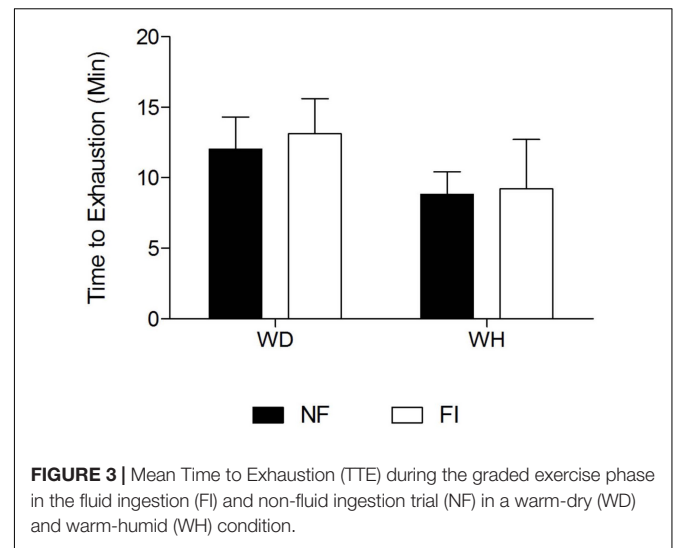 Time to Exhaustion (Min)
20
15
10
5
0
WD WH
NF FI
FIGURE 3 | Mean Time to Exhaustion (TTE) during the graded exercise phase
in the fluid ingestion (FI) and non-fluid ingestion trial (NF) in a warm-dry (WD)
and warm-humid (WH) condition.